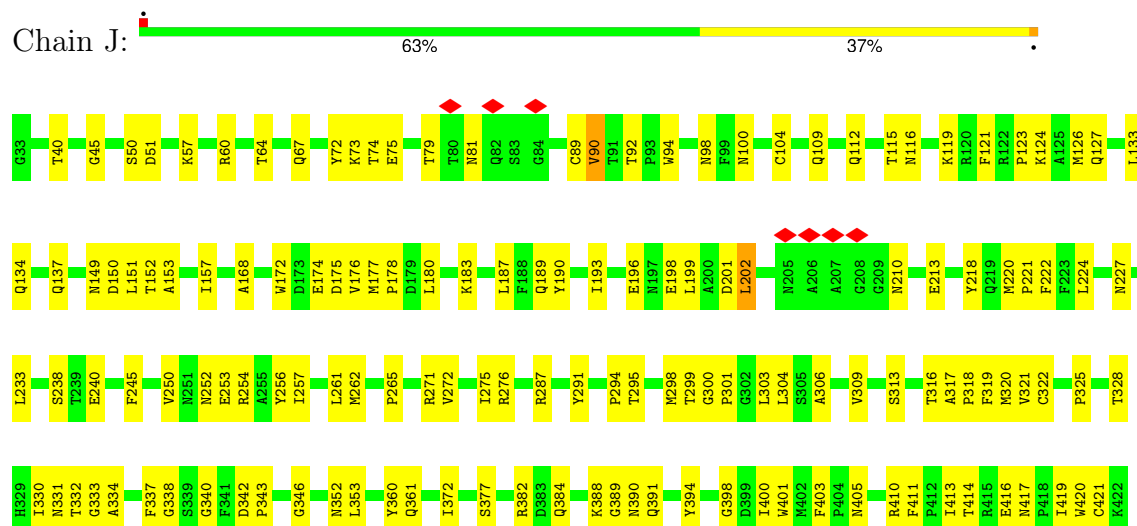 Chain J:
63% 37%
G33 T40 G45 S50 D51 K57 R60 T64 Q67 Y72 K73 T74 E75 T79 T80 N81 Q82 S83 G84 C89 V90 T91 T92 P93 W94 N98 F99 N100 C104 Q109 Q112 T115 N116 K119 R120 F121 R122 P123 K124 A125 M126 Q127 L133
Q134 Q137 N149 D150 L151 T152 A153 I157 A168 W172 D173 E174 D175 V176 M177 P178 D179 L180 K183 L187 F188 Q189 Y190 I193 E196 N197 E198 L199 A200 D201 L202 N205 A206 A207 G208 G209 N210 E213 Y218 Q219 M220 P221 F222 F223 L224 N227
L233 S238 T239 E240 F245 V250 N251 N252 E253 R254 A255 Y256 I257 L261 M262 P265 R271 V272 I275 R276 R287 Y291 P294 T295 M298 T299 G300 P301 G302 L303 L304 S305 A306 V309 S313 T316 A317 P318 F319 M320 V321 C322 P325 T328
H329 I330 N331 T332 G333 A334 F337 G338 S339 G340 F341 D342 P343 G346 N352 L353 Y360 Q361 I372 S377 R382 D383 Q384 K388 G389 N390 Q391 Y394 G398 D399 I400 W401 M402 F403 P404 N405 R410 F411 P412 I413 T414 R415 E416 N417 P418 I419 W420 C421 K422